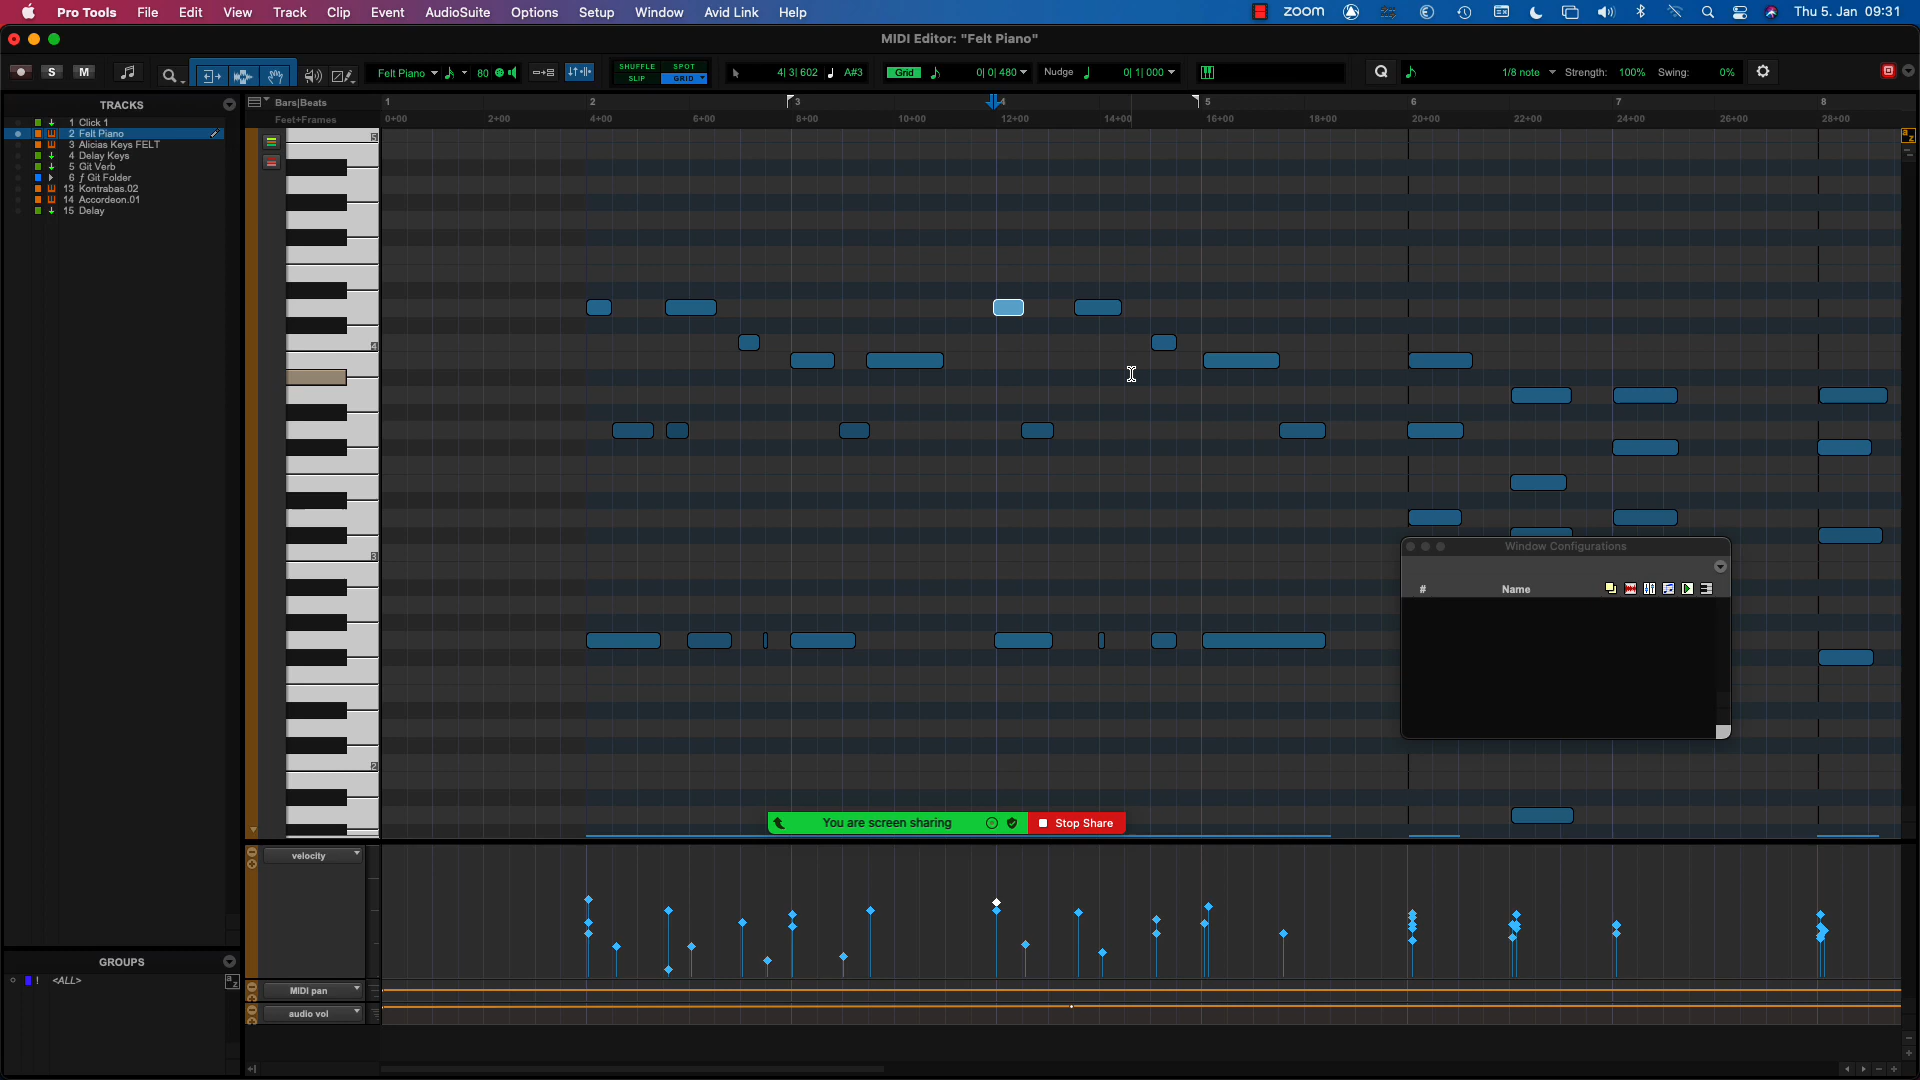 Pro Tools File Edit View Track Clip Event AudioSuite Options Setup Window Avid Link Help zoom Thu 5. Jan 09:31
MIDI Editor: "Felt Piano"
S M Felt Piano 80 SHUFFLE SPOT SLIP GRID 4| 3| 602 A#3 Grid 0| 0| 480 Nudge 0| 1| 000 Q 1/8 note Strength: 100% Swing: 0%
TRACKS
1 Click 1
2 Felt Piano
3 Alicias Keys FELT
4 Delay Keys
5 Git Verb
6 Git Folder
13 Kontrabas.02
14 Accordeon.01
15 Delay
Bars|Beats 1 2 3 4 5 6 7 8
Feet+Frames 0+00 2+00 4+00 6+00 8+00 10+00 12+00 14+00 16+00 18+00 20+00 22+00 24+00 26+00 28+00
5
4
3
2
Window Configurations
# Name
You are screen sharing Stop Share
velocity
GROUPS
! <ALL>
a z
MIDI pan
audio vol